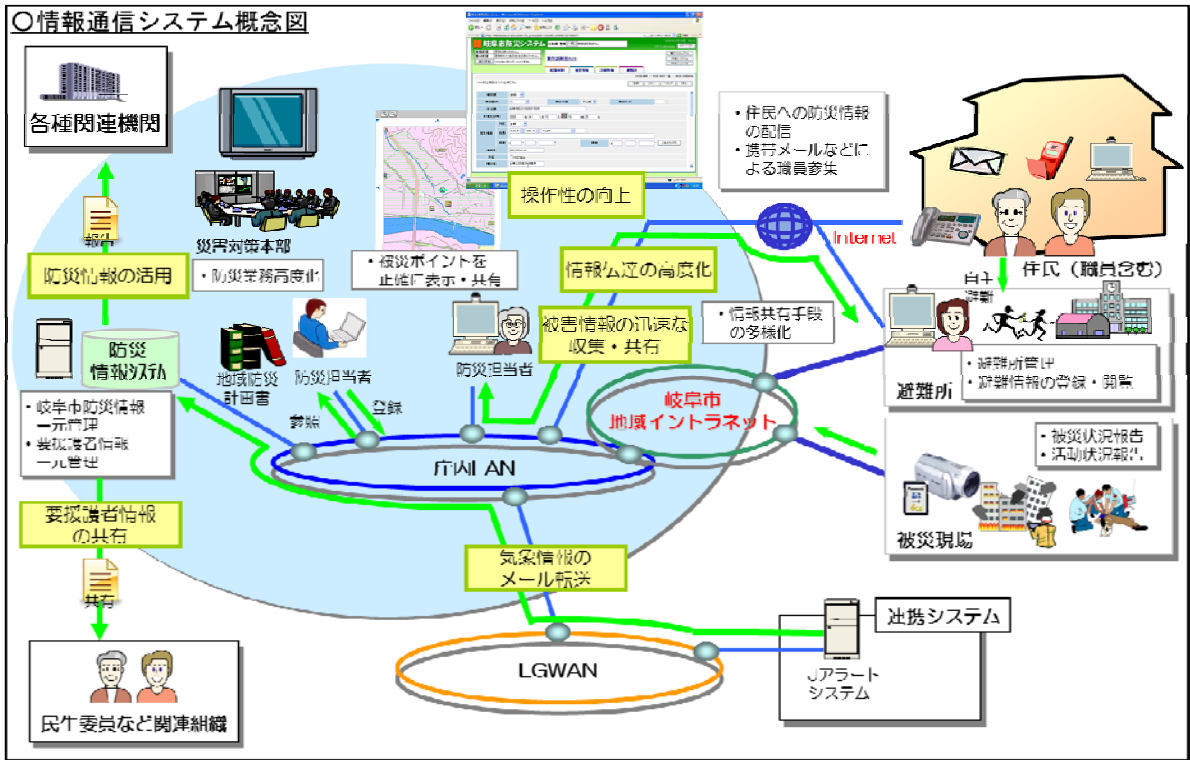 〇情報通信システム概念図
各種関連機関
報告
防災情報の活用
災害対策本部
・防災業務高度化
岐阜市防災システム
操作性の向上
・被災ポイントを
正確に表示・共有
・住民への防災情報
の配信
・携帯メールなどに
よる職員参集
Internet
住民（職員含む）
自主
避難
情報伝達の高度化
被害情報の迅速な
収集・共有
・情報共有手段
の多様化
避難所
・避難所管理
・避難情報の登録・閲覧
防災
情報システム
地域防災
計画書
防災担当者
防災担当者
参照
登録
・岐阜市防災情報
一元管理
・要援護者情報
一元管理
庁内LAN
岐阜市
地域イントラネット
・被災状況報告
・活動状況報告
被災現場
要援護者情報
の共有
共有
民生委員など関連組織
気象情報の
メール転送
LGWAN
連携システム
Jアラート
システム